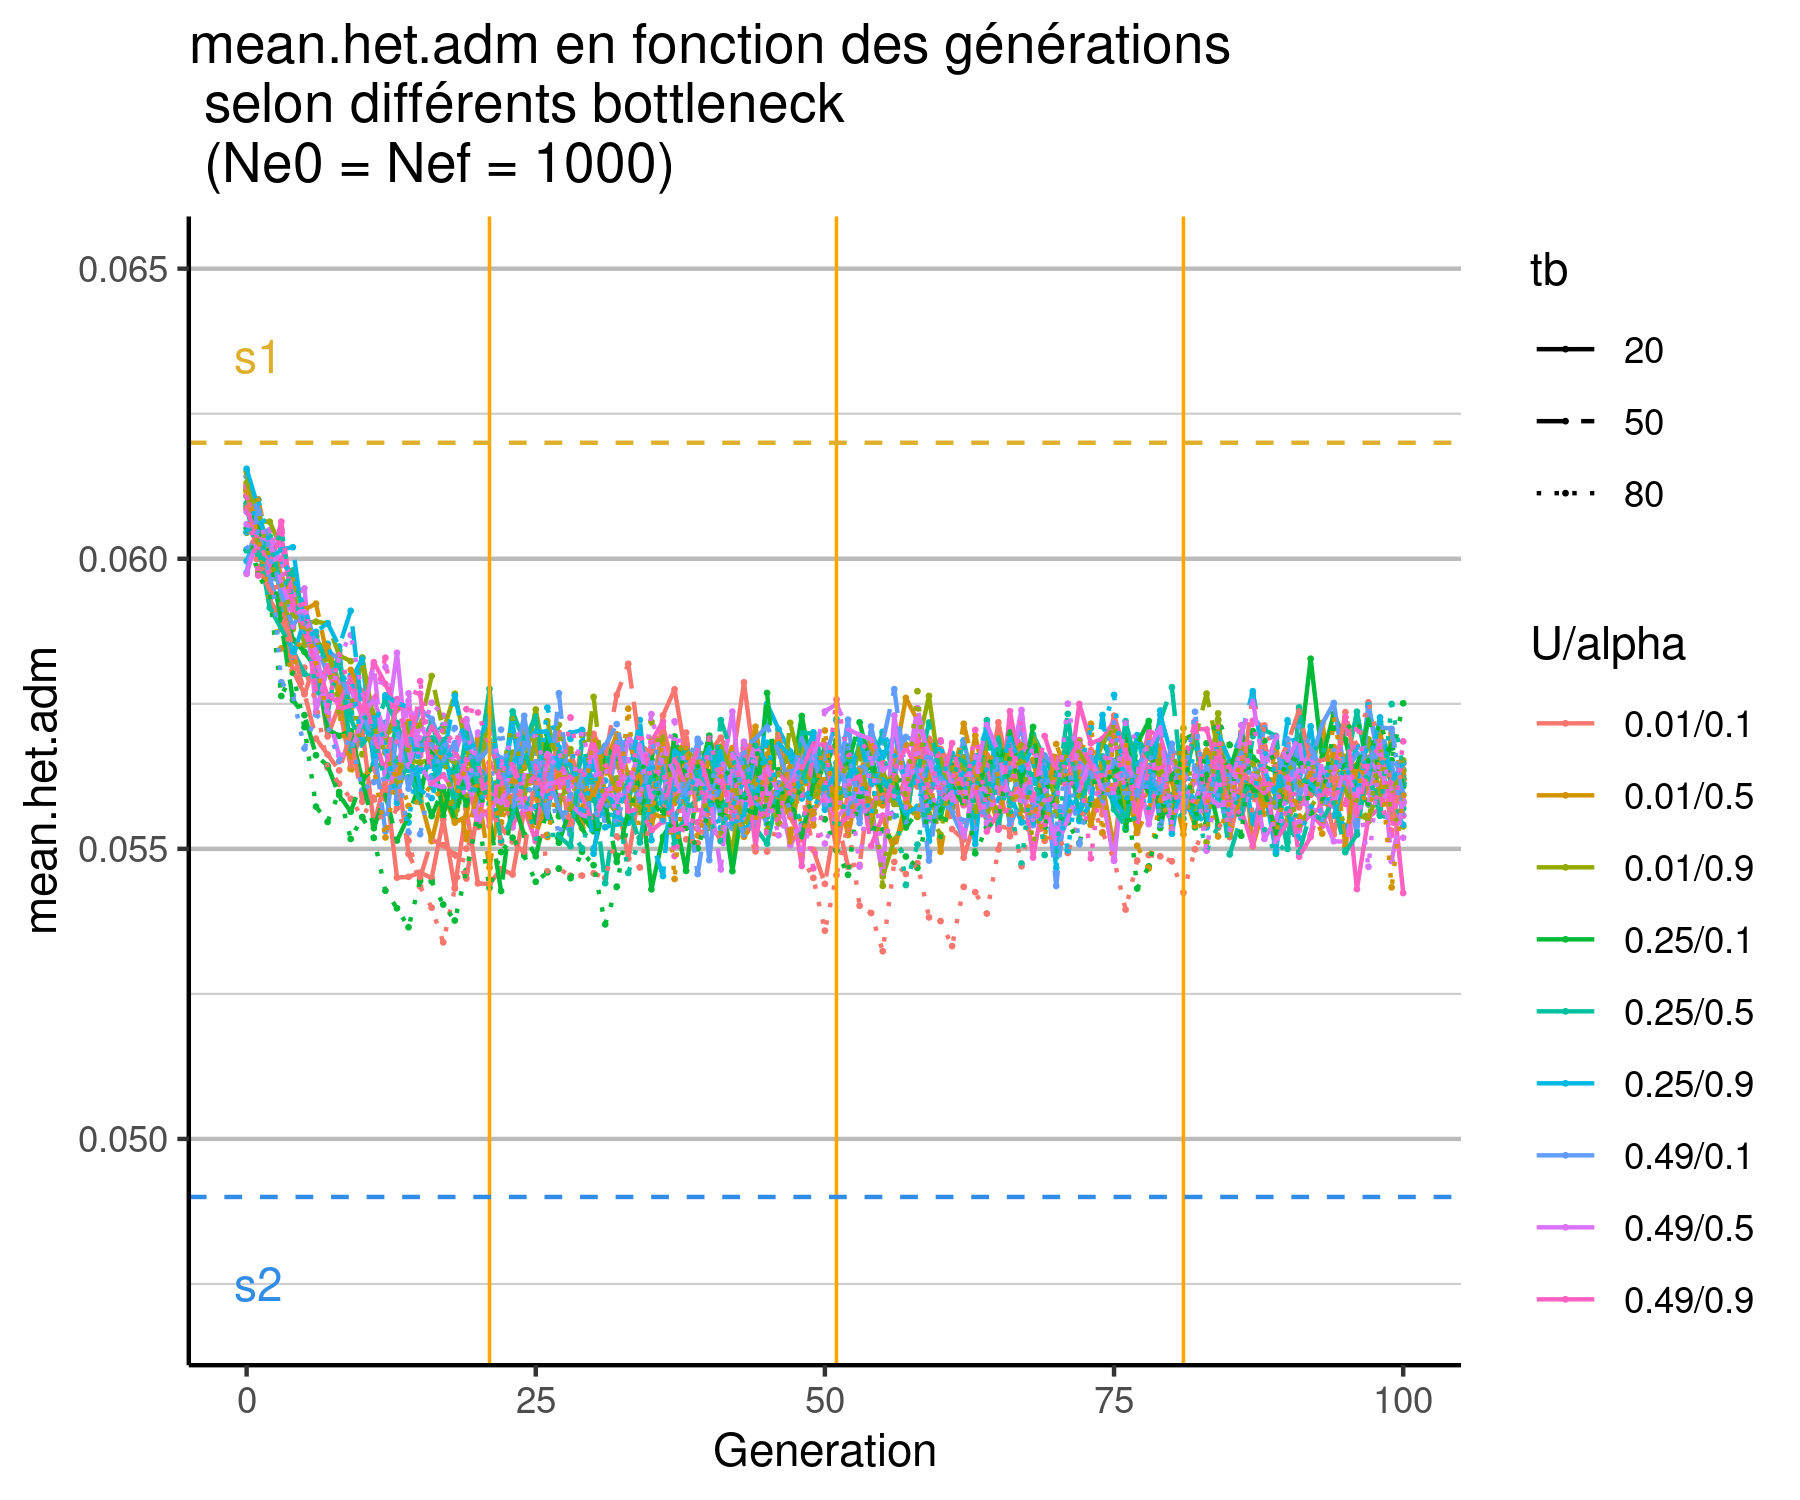 mean.het.adm en fonction des générations
selon différents bottleneck
(Ne0 = Nef = 1000)
mean.het.adm
0.065
0.060
0.055
0.050
s1
s2
0
25
50
75
100
Generation
tb
20
50
80
U/alpha
0.01/0.1
0.01/0.5
0.01/0.9
0.25/0.1
0.25/0.5
0.25/0.9
0.49/0.1
0.49/0.5
0.49/0.9